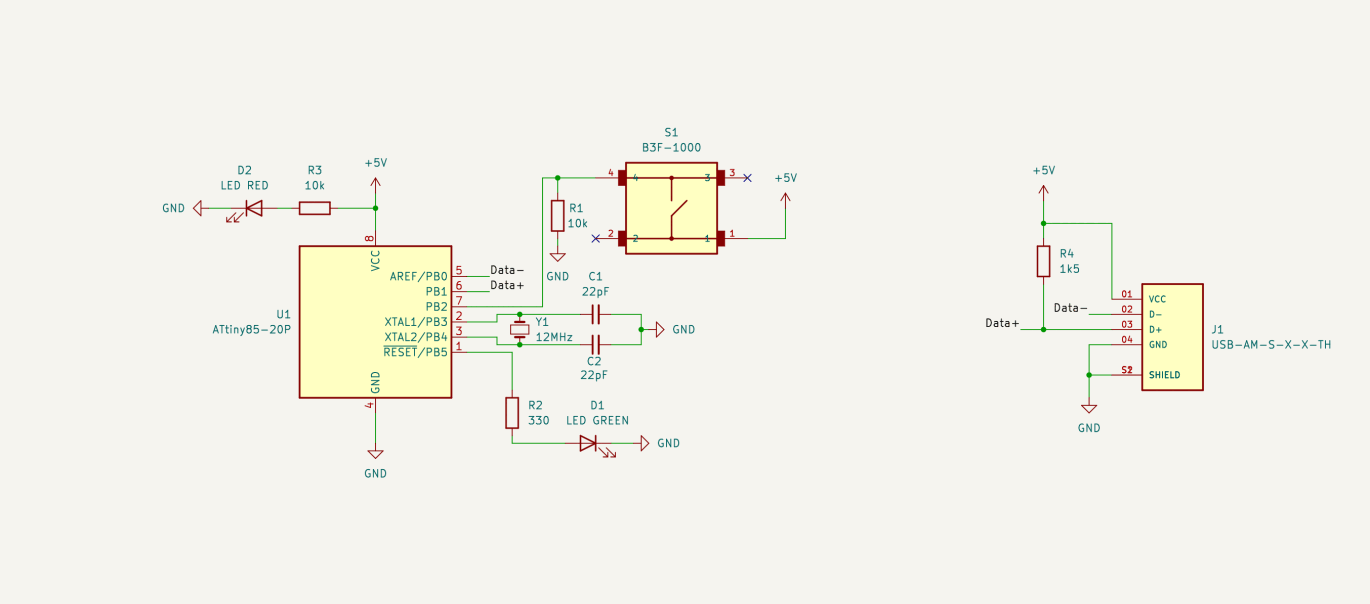 S1
B3F-1000
D2
LED RED
R3
10k
+5V
GND
4
4
3
3
2
2
1
1
+5V
R1
10k
GND
8
VCC
U1
ATtiny85-20P
AREF/PB0
5
Data-
PB1
6
Data+
PB2
7
XTAL1/PB3
2
XTAL2/PB4
3
RESET/PB5
1
GND
4
GND
C1
22pF
Y1
12MHz
GND
C2
22pF
R2
330
D1
LED GREEN
GND
+5V
R4
1k5
Data-
Data+
01
VCC
02
D-
03
D+
04
GND
SHIELD
J1
USB-AM-S-X-X-TH
GND